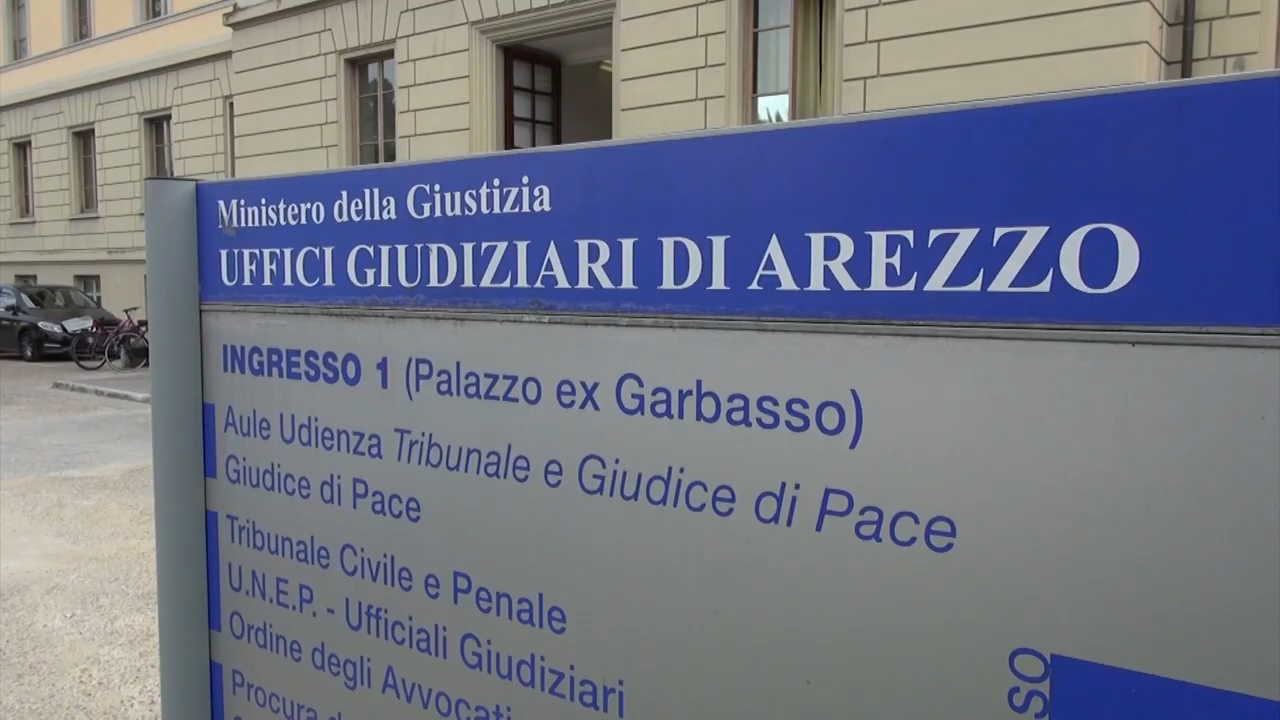 Ministero della Giustizia
UFFICI GIUDIZIARI DI AREZZO
INGRESSO 1 (Palazzo ex Garbasso)
Aule Udienza Tribunale e Giudice di Pace
Giudice di Pace
Tribunale Civile e Penale
U.N.E.P. - Ufficiali Giudiziari
Ordine degli Avvocati
Procura
SO